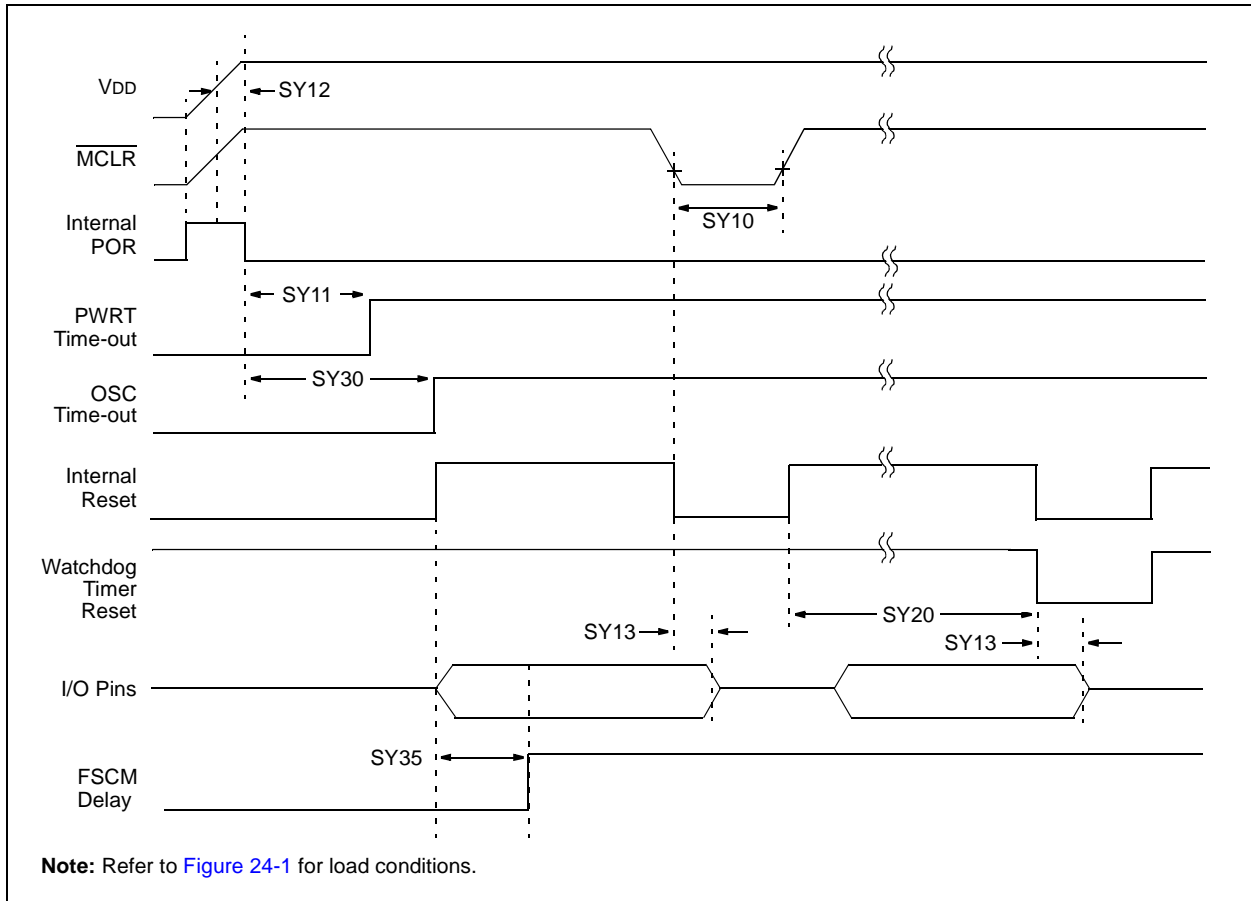 VDD
SY12
MCLR
SY10
Internal
POR
SY11
PWRT
Time-out
SY30
OSC
Time-out
Internal
Reset
Watchdog
Timer
Reset
SY20
SY13
SY13
I/O Pins
SY35
FSCM
Delay
Note: Refer to Figure 24-1 for load conditions.